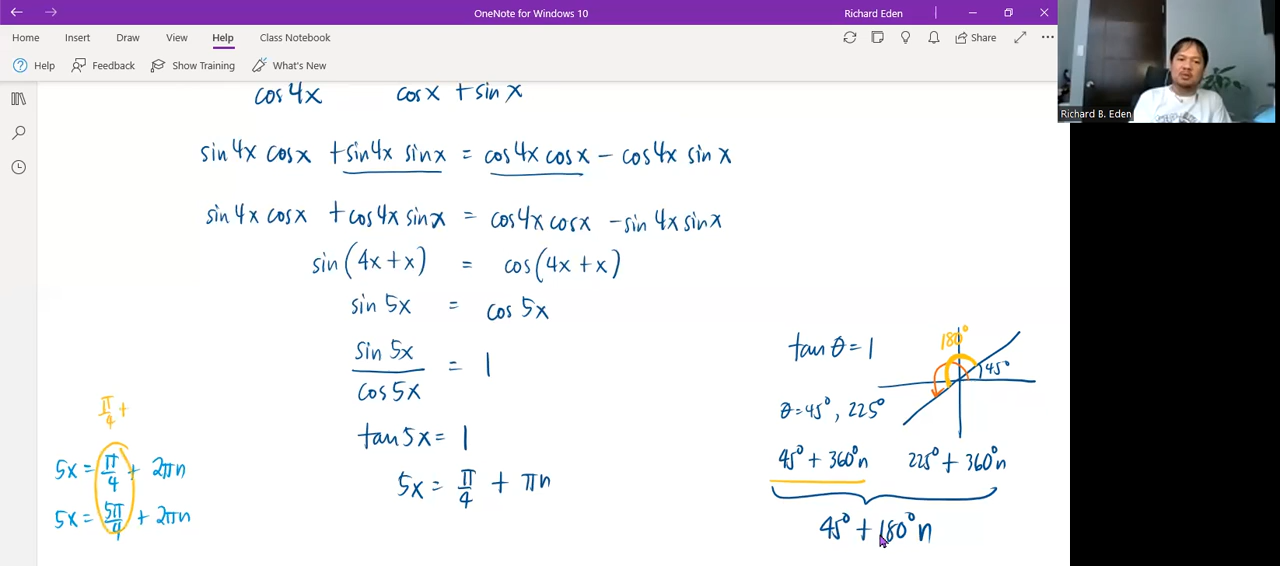 OneNote for Windows 10
Richard Eden
Home Insert Draw View Help Class Notebook
Share
Help Feedback Show Training What's New
Richard B. Eden
cos 4x cos x + sin x
sin 4x cos x + sin 4x sin x = cos 4x cos x − cos 4x sin x
sin 4x cos x + cos 4x sin x = cos 4x cos x − sin 4x sin x
sin (4x + x) = cos (4x + x)
sin 5x = cos 5x
sin 5x / cos 5x = 1
tan 5x = 1
5x = π/4 + πn
π/4 +
5x = π/4 + 2πn
5x = 5π/4 + 2πn
tan θ = 1
180°
45°
θ = 45°, 225°
45° + 360°n 225° + 360°n
45° + 180°n